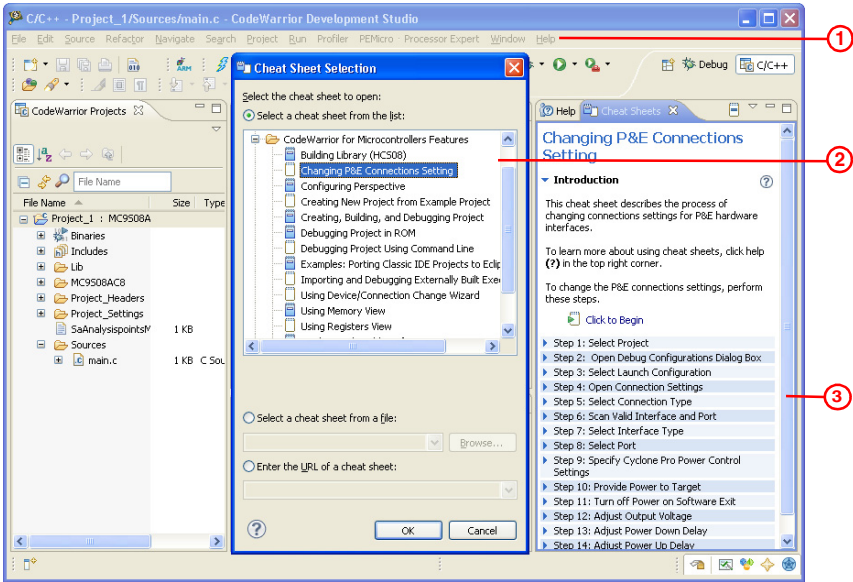 C/C++ - Project_1/Sources/main.c - CodeWarrior Development Studio
File Edit Source Refactor Navigate Search Project Run Profiler PEMicro Processor Expert Window Help
1
Debug
C/C++
CodeWarrior Projects
File Name
File Name Size Type
Project_1 : MC9S08A
Binaries
Includes
Lib
MC9S08AC8
Project_Headers
Project_Settings
SaAnalysispointsM 1 KB
Sources
main.c 1 KB C Sou
Cheat Sheet Selection
Select the cheat sheet to open:
Select a cheat sheet from the list:
CodeWarrior for Microcontrollers Features
Building Library (HCS08)
Changing P&E Connections Setting
Configuring Perspective
Creating New Project from Example Project
Creating, Building, and Debugging Project
Debugging Project in ROM
Debugging Project Using Command Line
Examples: Porting Classic IDE Projects to Eclip
Importing and Debugging Externally Built Exe
Using Device/Connection Change Wizard
Using Memory View
Using Registers View
2
Select a cheat sheet from a file:
Browse...
Enter the URL of a cheat sheet:
OK Cancel
Help Cheat Sheets
Changing P&E Connections
Setting
Introduction
This cheat sheet describes the process of
changing connections settings for P&E hardware
interfaces.
To learn more about using cheat sheets, click help
(?) in the top right corner.
To change the P&E connections settings, perform
these steps.
Click to Begin
Step 1: Select Project
Step 2: Open Debug Configurations Dialog Box
Step 3: Select Launch Configuration
Step 4: Open Connection Settings
Step 5: Select Connection Type
Step 6: Scan Valid Interface and Port
Step 7: Select Interface Type
Step 8: Select Port
Step 9: Specify Cyclone Pro Power Control
Settings
Step 10: Provide Power to Target
Step 11: Turn off Power on Software Exit
Step 12: Adjust Output Voltage
Step 13: Adjust Power Down Delay
Step 14: Adjust Power Up Delay
3